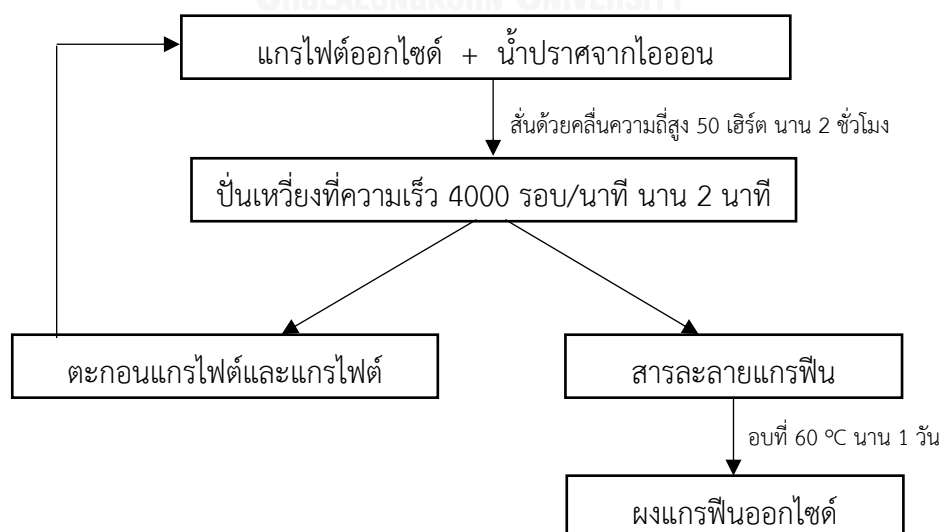 CHULALONGKORN UNIVERSITY
แกรไฟต์ออกไซด์ + น้ำปราศจากไอออน
สั่นด้วยคลื่นความถี่สูง 50 เฮิร์ต นาน 2 ชั่วโมง
ปั่นเหวี่ยงที่ความเร็ว 4000 รอบ/นาที นาน 2 นาที
ตะกอนแกรไฟต์และแกรไฟต์
สารละลายแกรฟีน
อบที่ 60 ºC นาน 1 วัน
ผงแกรฟีนออกไซด์